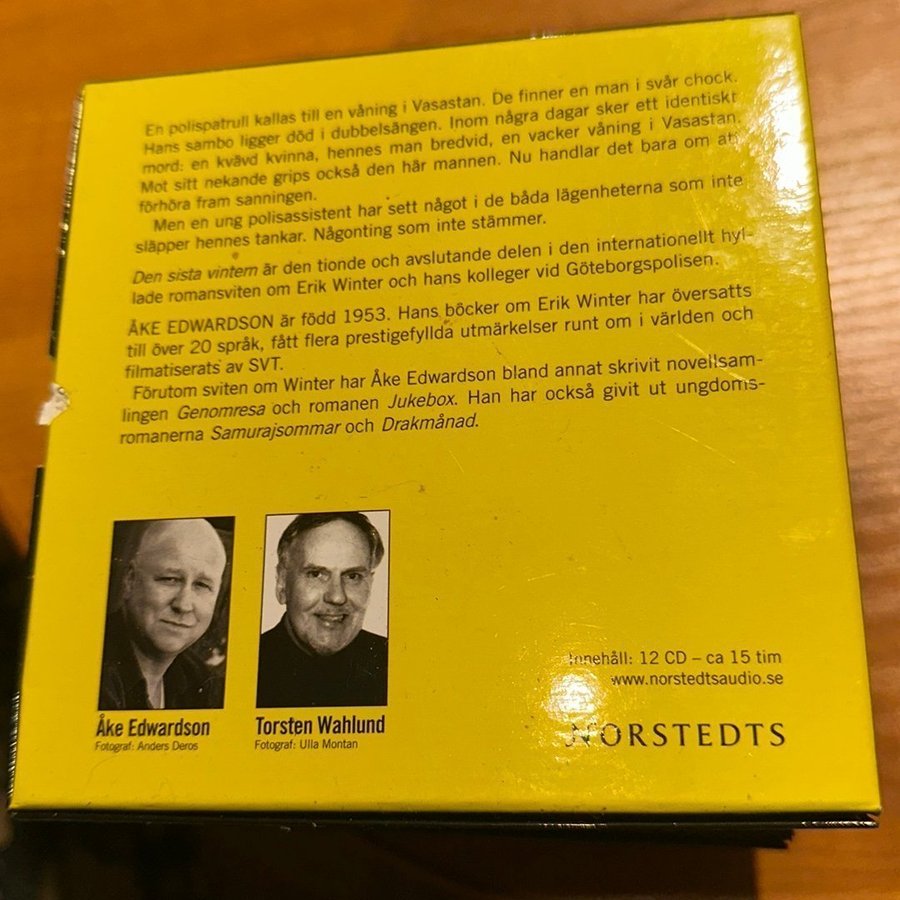 En polispatrull kallas till en våning i Vasastan. De finner en man i svår chock.
Hans sambo ligger död i dubbelsängen. Inom några dagar sker ett identiskt
mord: en kvävd kvinna, hennes man bredvid, en vacker våning i Vasastan.
Mot sitt nekande grips också den här mannen. Nu handlar det bara om att
förhöra fram sanningen.
Men en ung polisassistent har sett något i de båda lägenheterna som inte
släpper hennes tankar. Någonting som inte stämmer.
Den sista vintern är den tionde och avslutande delen i den internationellt hyl-
lade romansviten om Erik Winter och hans kolleger vid Göteborgspolisen.
ÅKE EDWARDSON är född 1953. Hans böcker om Erik Winter har översatts
till över 20 språk, fått flera prestigefyllda utmärkelser runt om i världen och
filmatiserats av SVT.
Förutom sviten om Winter har Åke Edwardson bland annat skrivit novellsam-
lingen Genomresa och romanen Jukebox. Han har också givit ut ungdoms-
romanerna Samurajsommar och Drakmånad.
Åke Edwardson
Fotograf: Anders Deros
Torsten Wahlund
Fotograf: Ulla Montan
Innehåll: 12 CD – ca 15 tim
www.norstedtsaudio.se
NORSTEDTS